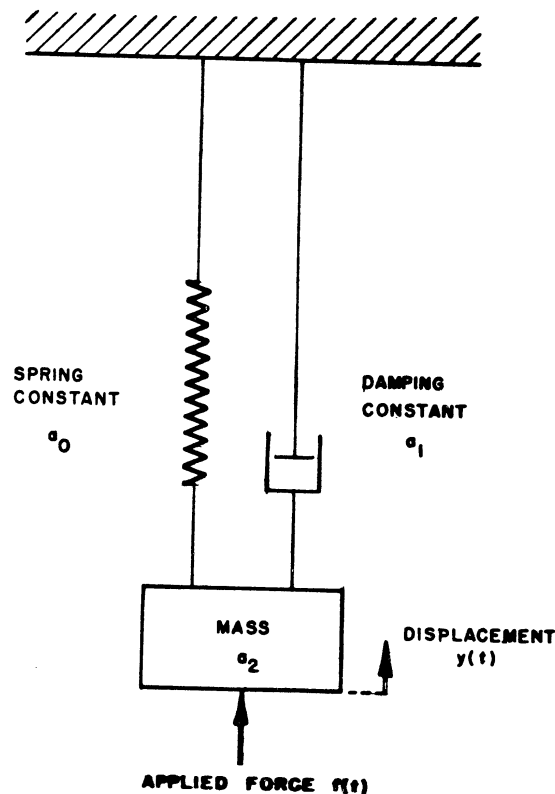 SPRING
CONSTANT
a0
DAMPING
CONSTANT
a1
MASS
a2
DISPLACEMENT
y(t)
APPLIED FORCE f(t)